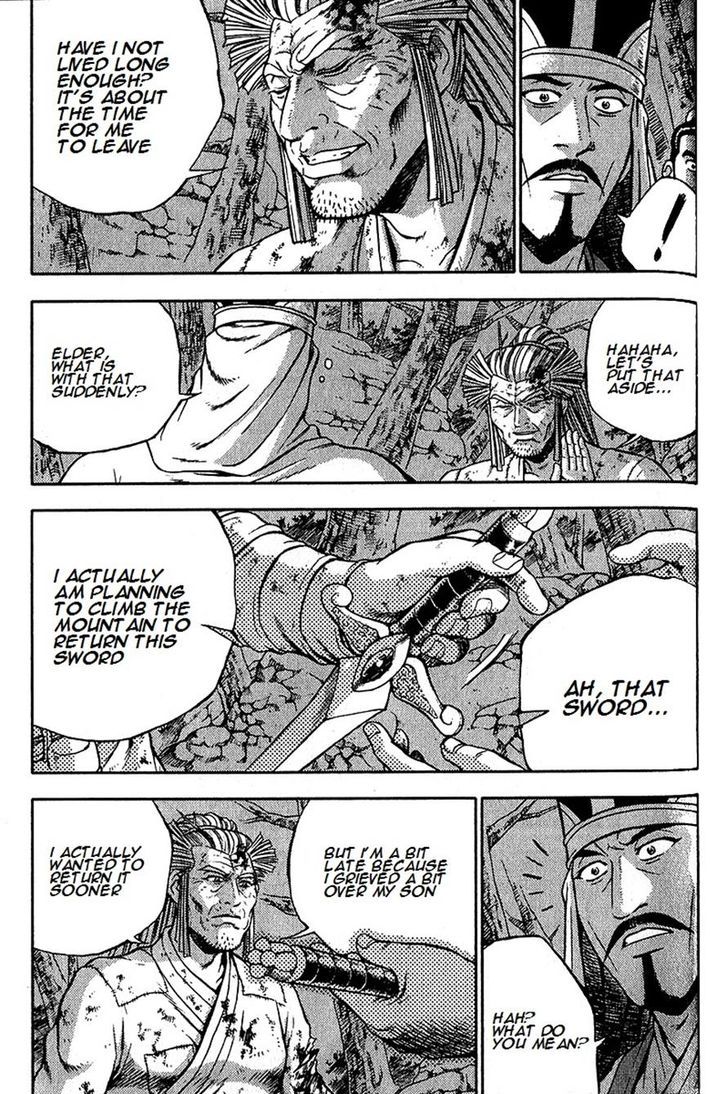 HAVE I NOT
LIVED LONG
ENOUGH?
IT'S ABOUT
THE TIME
FOR ME
TO LEAVE
!
ELDER,
WHAT IS
WITH THAT
SUDDENLY?
HAHAHA,
LET'S
PUT THAT
ASIDE...
I ACTUALLY
AM PLANNING
TO CLIMB THE
MOUNTAIN TO
RETURN THIS
SWORD
AH, THAT
SWORD...
I ACTUALLY
WANTED TO
RETURN IT
SOONER
BUT I'M A BIT
LATE BECAUSE
I GRIEVED A BIT
OVER MY SON
HAH?
WHAT DO
YOU MEAN?